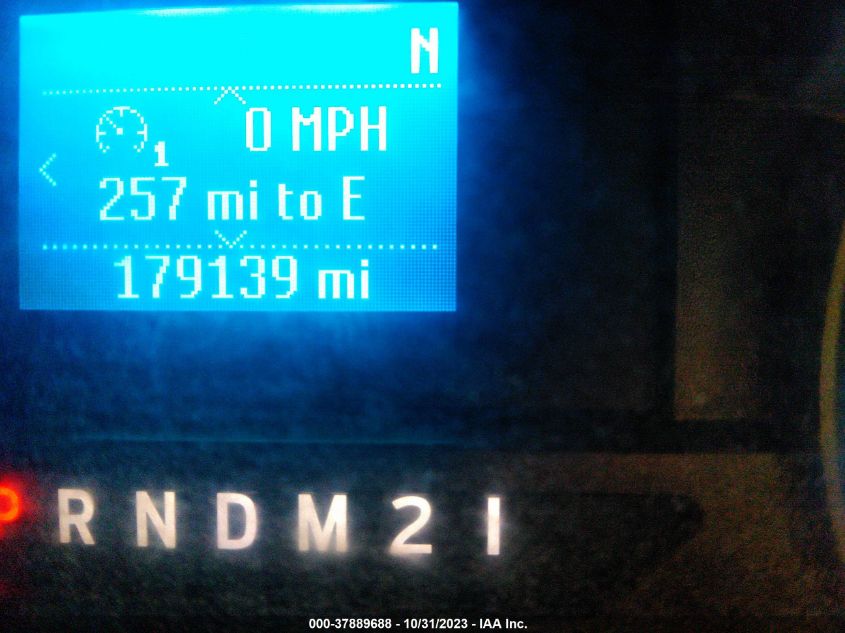 N
0 MPH
1
257 mi to E
179139 mi
R N D M 2 1
000-37889688 - 10/31/2023 - IAA Inc.